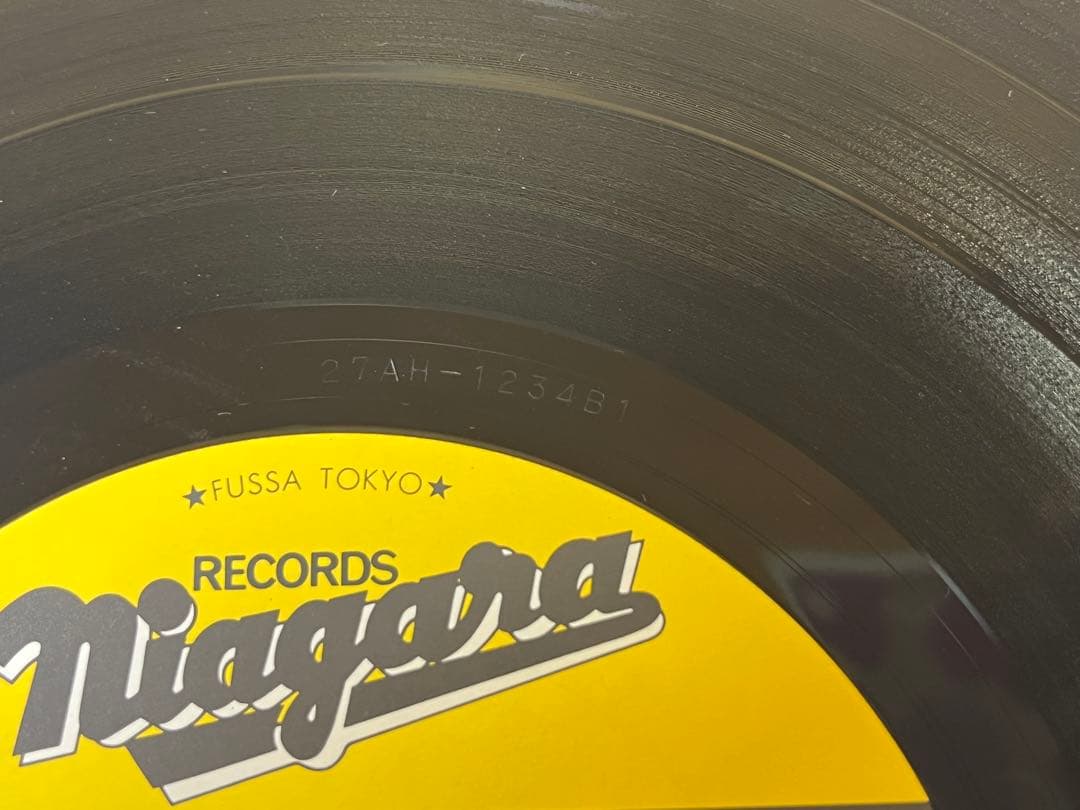 27AH-1234B1
★FUSSA TOKYO★
RECORDS
Niagara